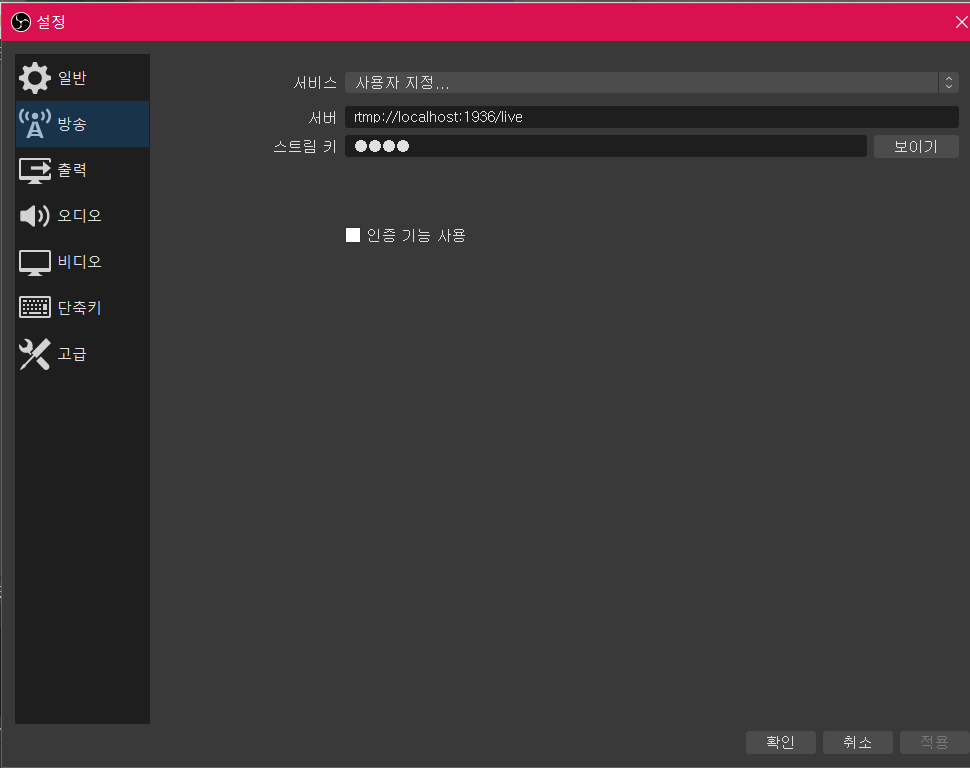 설정
일반
방송
출력
오디오
비디오
단축키
고급
서비스 사용자 지정...
서버 rtmp://localhost:1936/live
스트림 키 ●●●● 보이기
인증 기능 사용
확인 취소 적용